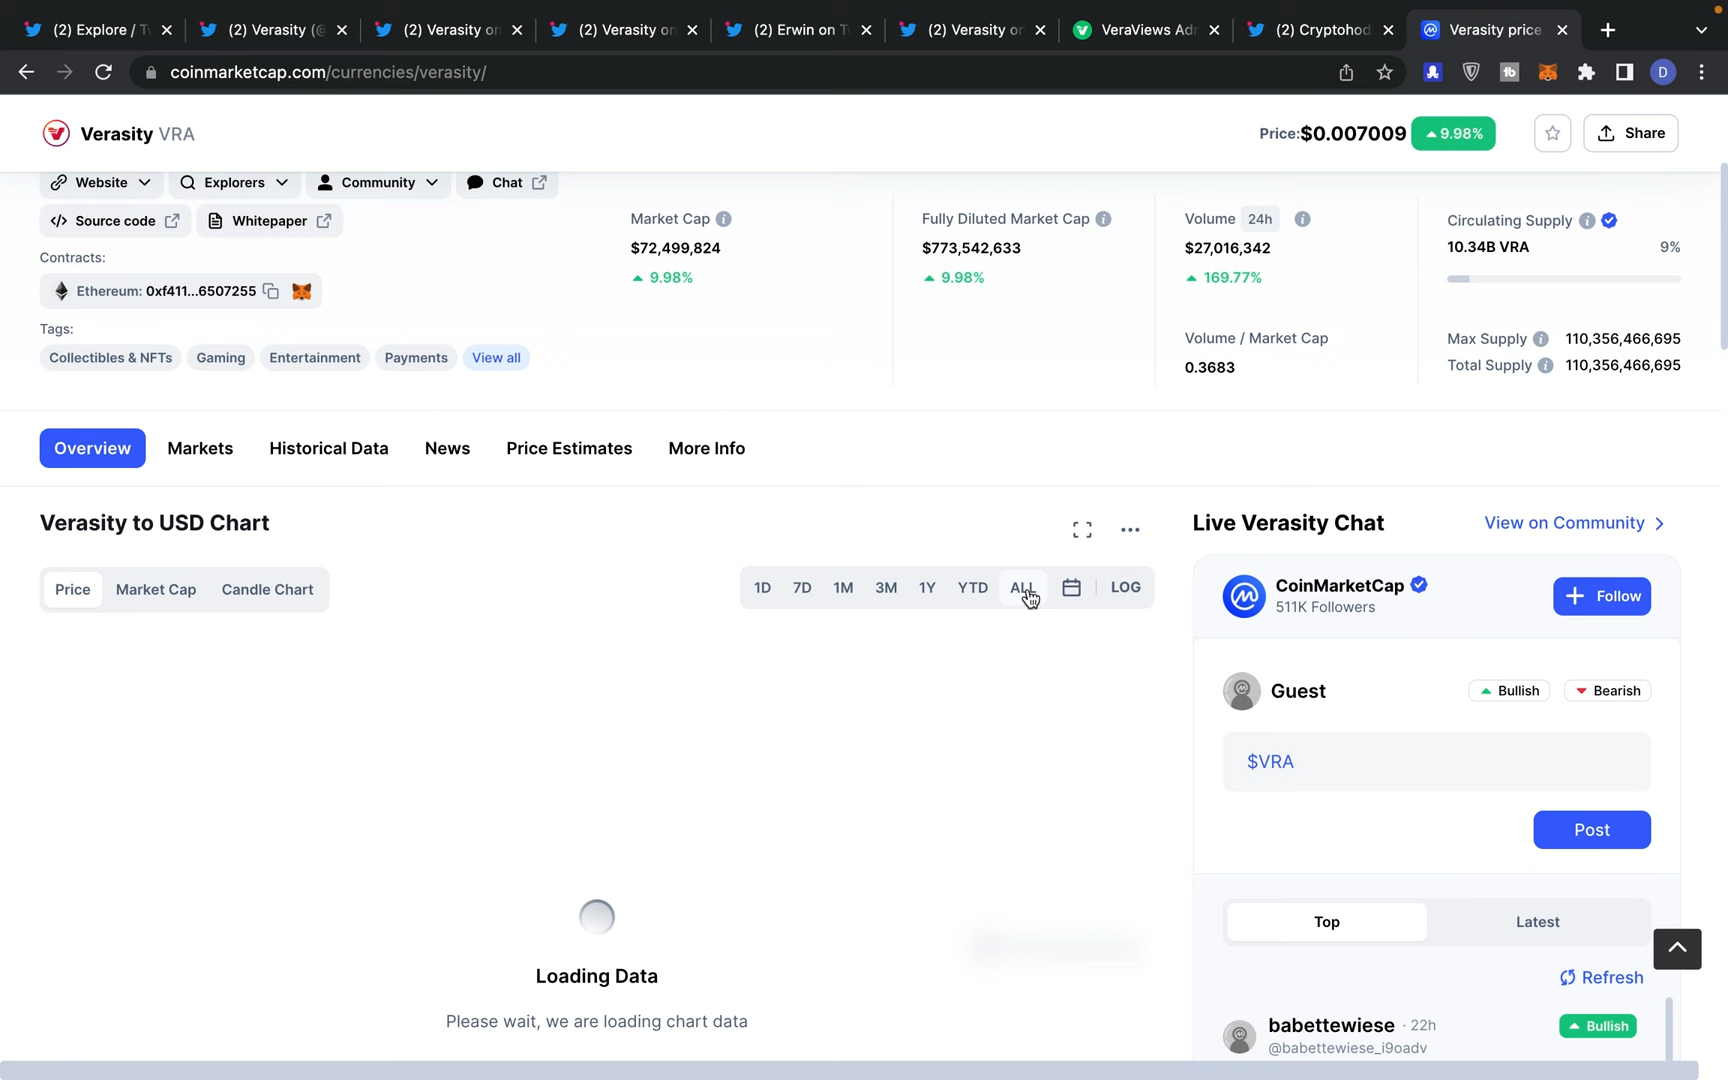 (2) Explore / T
(2) Verasity (@
(2) Verasity on
(2) Verasity on
(2) Erwin on T
(2) Verasity on
VeraViews Adm
(2) Cryptohod
Verasity price
coinmarketcap.com/currencies/verasity/
D
Verasity VRA
Price:$0.007009
9.98%
Share
Website
Explorers
Community
Chat
Source code
Whitepaper
Contracts:
Ethereum: 0xf411...6507255
Tags:
Collectibles & NFTs
Gaming
Entertainment
Payments
View all
Market Cap
$72,499,824
9.98%
Fully Diluted Market Cap
$773,542,633
9.98%
Volume 24h
$27,016,342
169.77%
Volume / Market Cap
0.3683
Circulating Supply
10.34B VRA 9%
Max Supply 110,356,466,695
Total Supply 110,356,466,695
Overview
Markets
Historical Data
News
Price Estimates
More Info
Verasity to USD Chart
Price
Market Cap
Candle Chart
1D 7D 1M 3M 1Y YTD ALL LOG
Loading Data
Please wait, we are loading chart data
Live Verasity Chat
View on Community
CoinMarketCap
511K Followers
Follow
Guest
Bullish
Bearish
$VRA
Post
Top
Latest
Refresh
babettewiese · 22h
@babettewiese_i9oadv
Bullish